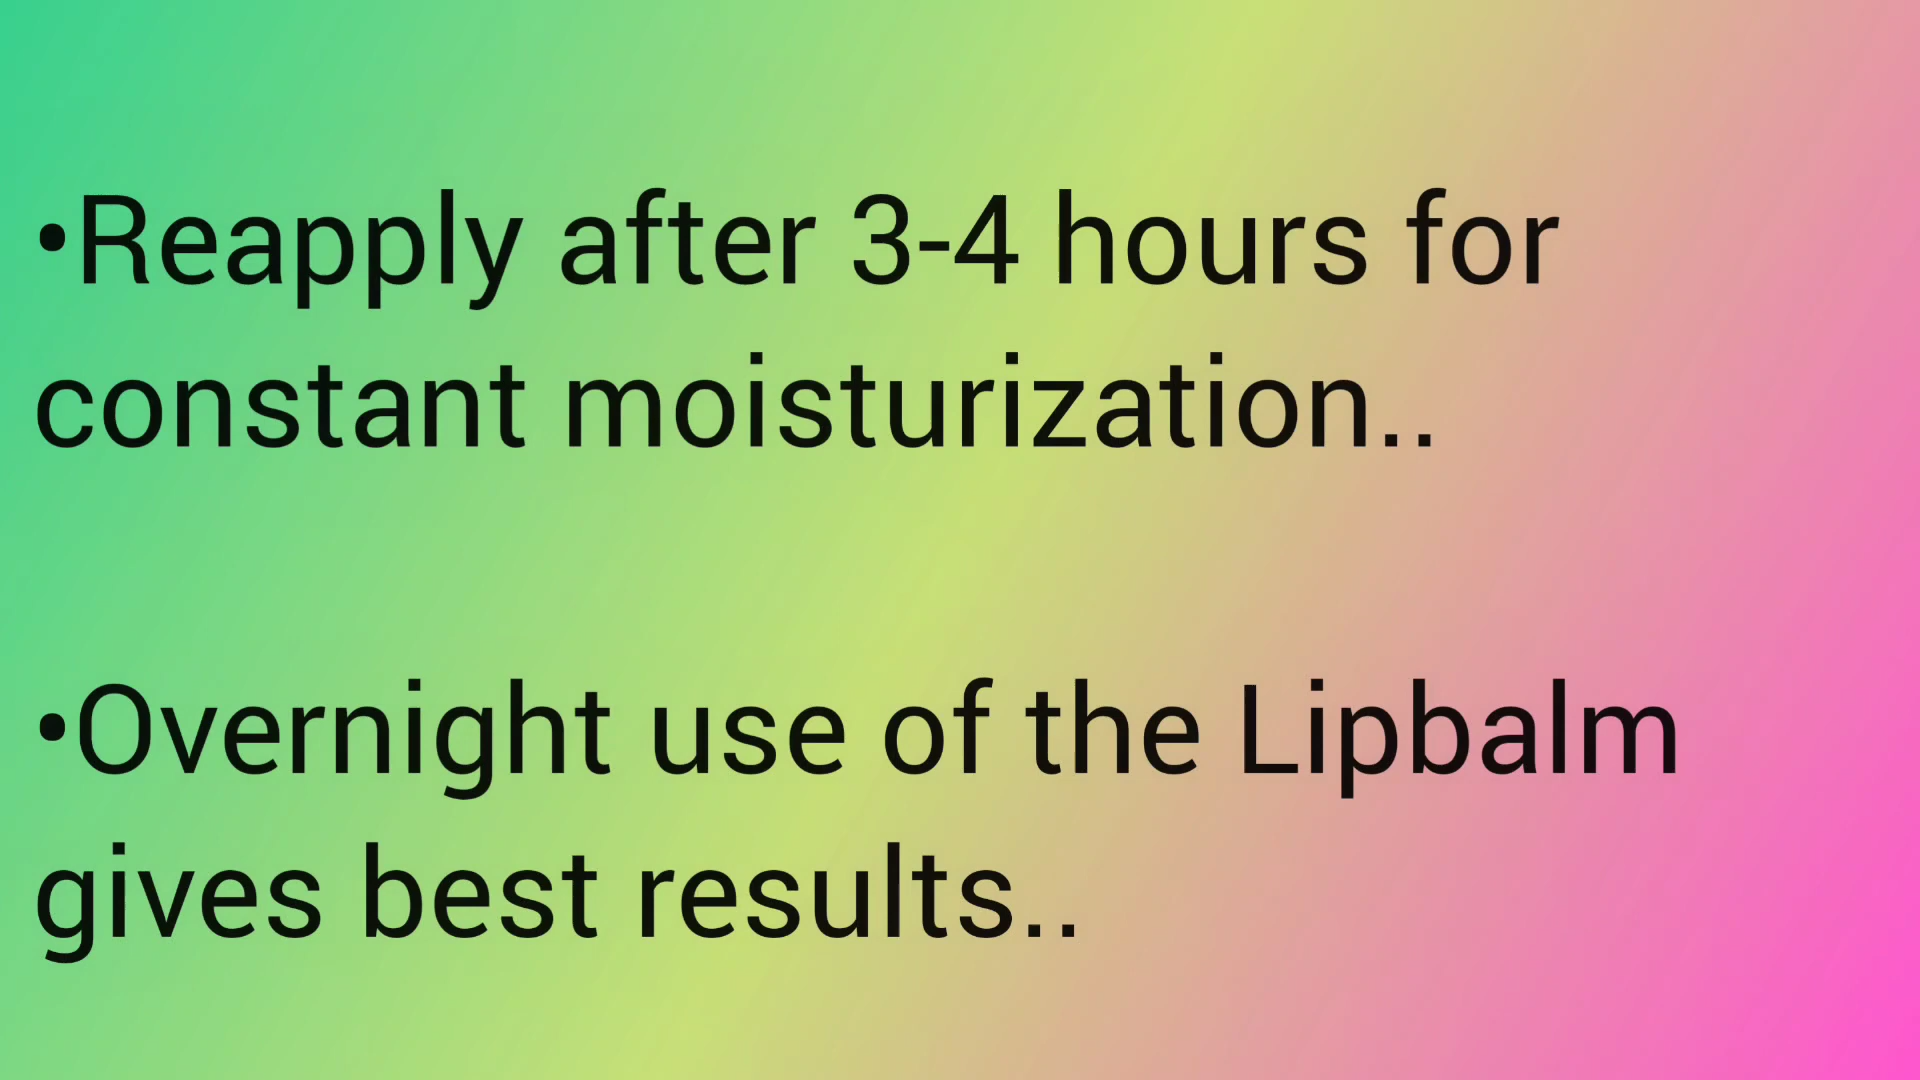 •Reapply after 3-4 hours for
constant moisturization..
•Overnight use of the Lipbalm
gives best results..